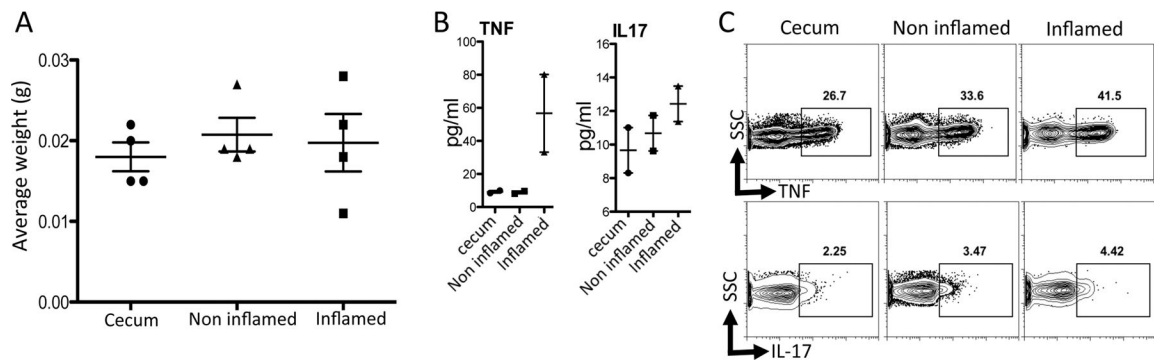 A
Average weight (g)
0.03
0.02
0.01
0.00
Cecum
Non inflamed
Inflamed
B
TNF
pg/ml
100
80
60
40
20
0
cecum
Non inflamed
Inflamed
IL17
pg/ml
16
14
12
10
8
6
cecum
Non inflamed
Inflamed
C
Cecum
Non inflamed
Inflamed
26.7
33.6
41.5
SSC
TNF
2.25
3.47
4.42
SSC
IL-17